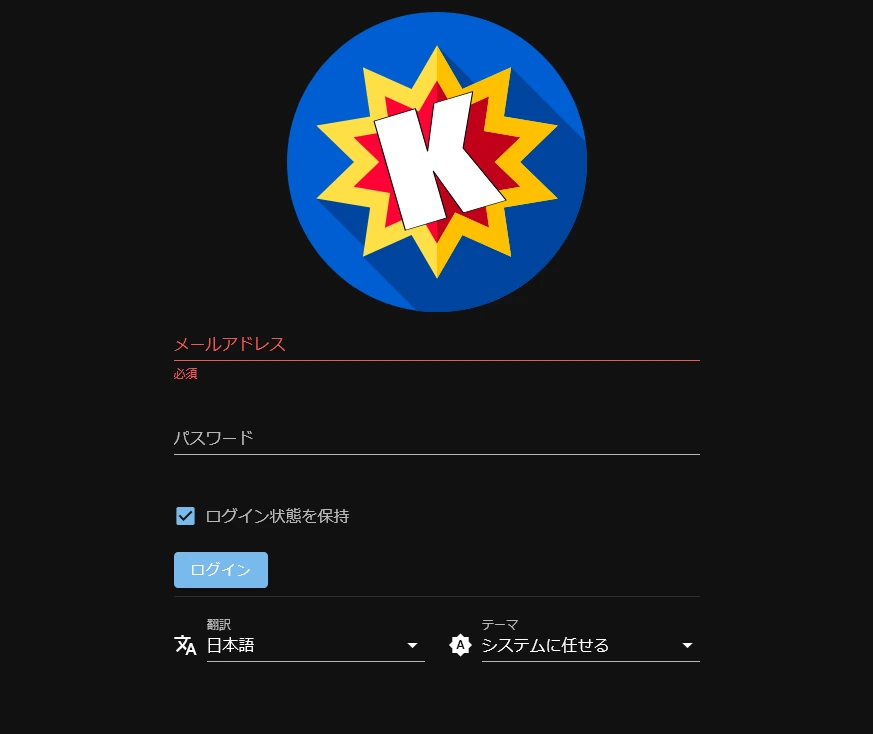 K
メールアドレス
必須
パスワード
ログイン状態を保持
ログイン
翻訳
日本語
テーマ
システムに任せる